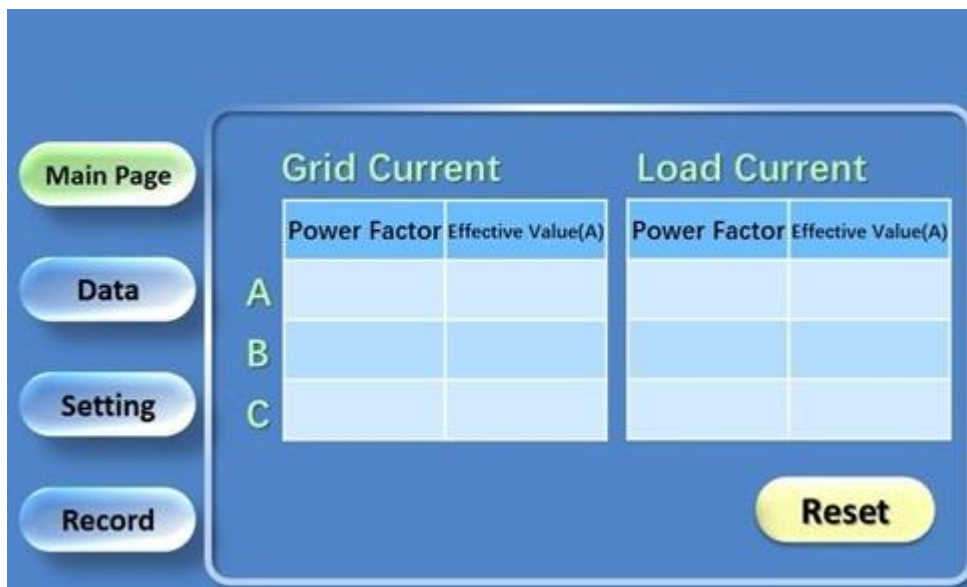 Main Page
Data
Setting
Record
Grid Current
Load Current
Power Factor Effective Value(A) Power Factor Effective Value(A)
A
B
C
Reset